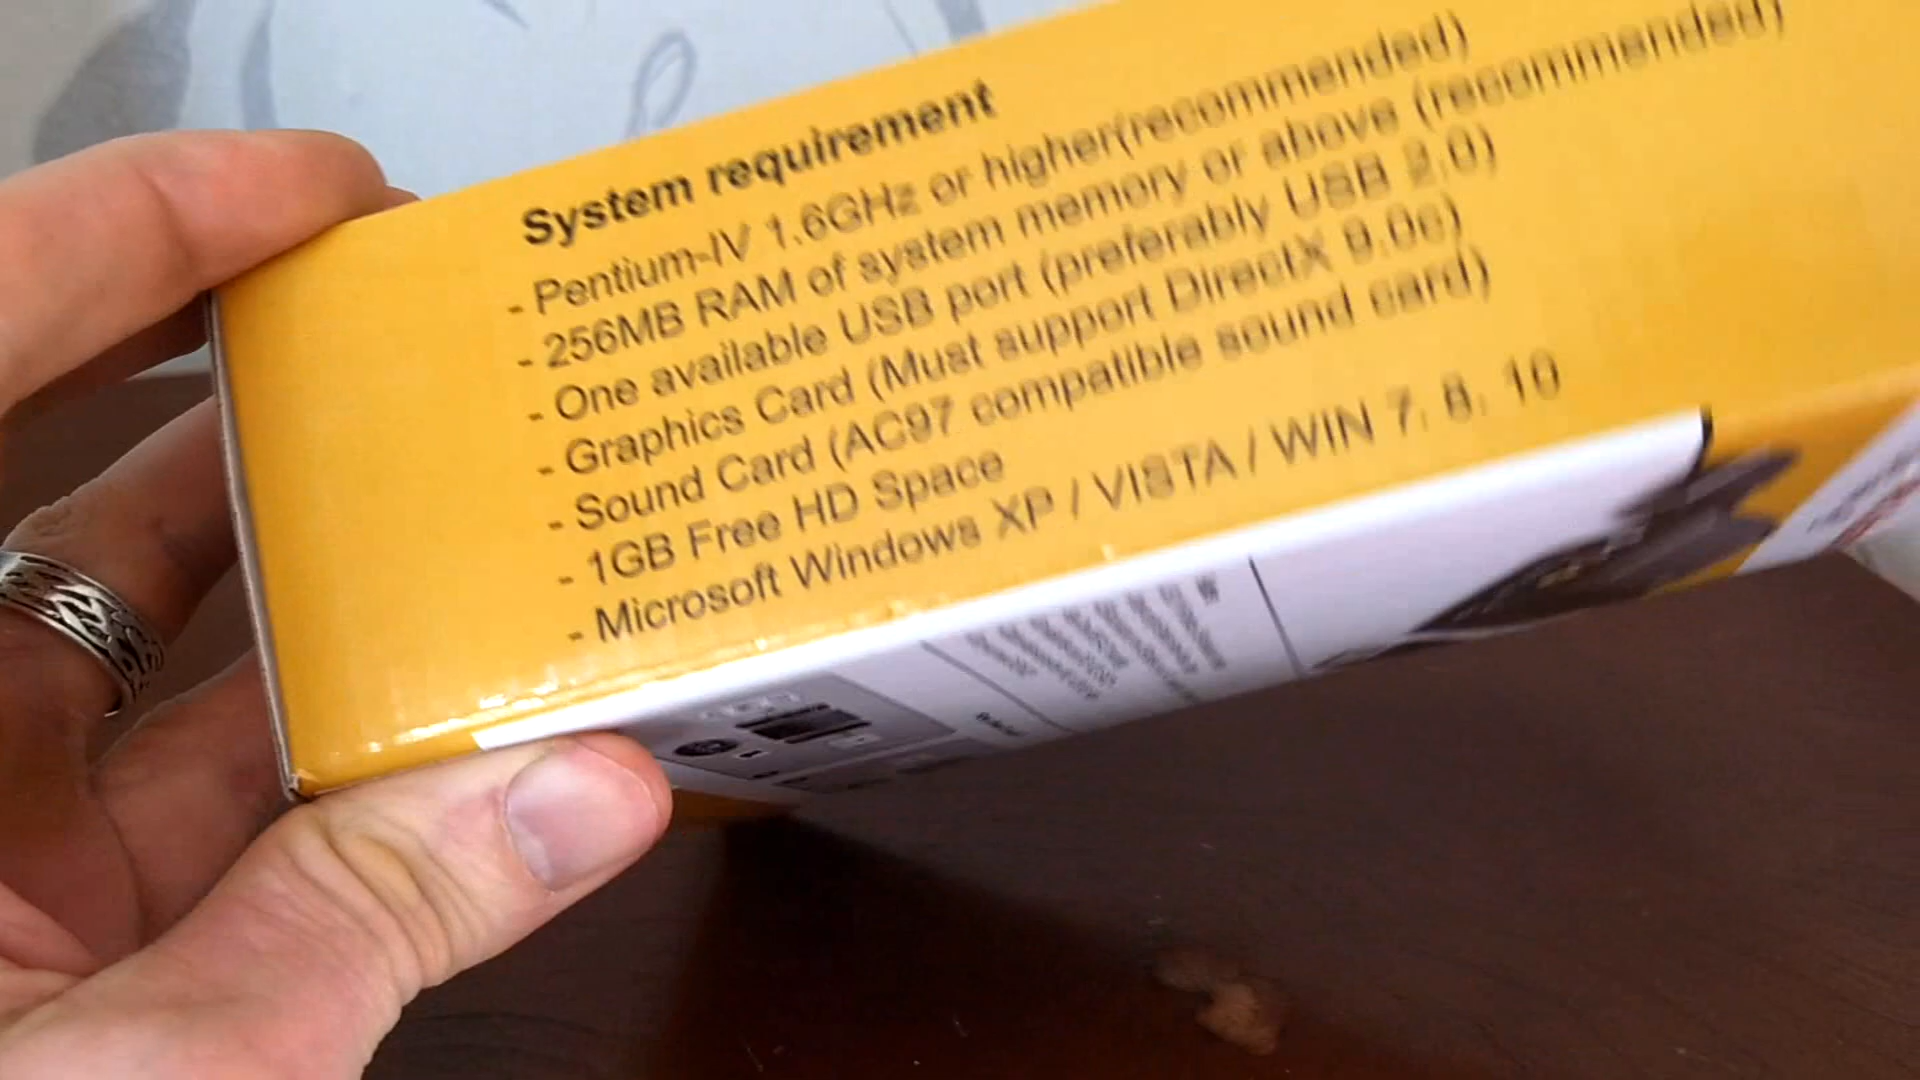 System requirement
- Pentium-IV 1.6GHz or higher(recommended)
- 256MB RAM of system memory or above (recommended)
- One available USB port (preferably USB 2.0)
- Graphics Card (Must support DirectX 9.0c)
- Sound Card (AC97 compatible sound card)
- 1GB Free HD Space
- Microsoft Windows XP / VISTA / WIN 7. 8. 10